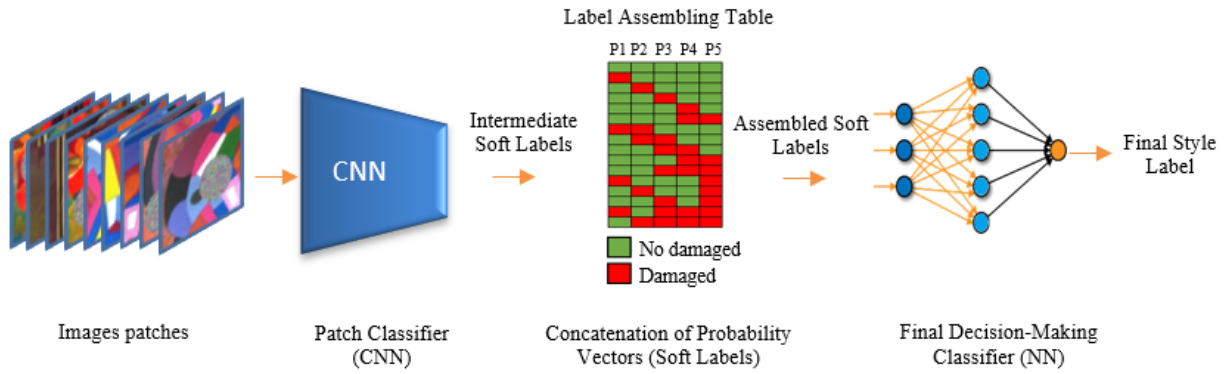 Label Assembling Table
P1 P2 P3 P4 P5
CNN
Intermediate
Soft Labels
Assembled Soft
Labels
Final Style
Label
No damaged
Damaged
Images patches
Patch Classifier
(CNN)
Concatenation of Probability
Vectors (Soft Labels)
Final Decision-Making
Classifier (NN)